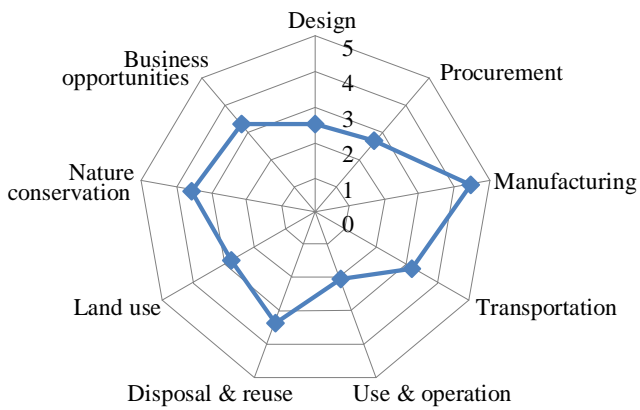 Design
5
4
3
2
1
0
Procurement
Manufacturing
Transportation
Use & operation
Disposal & reuse
Land use
Nature
conservation
Business
opportunities